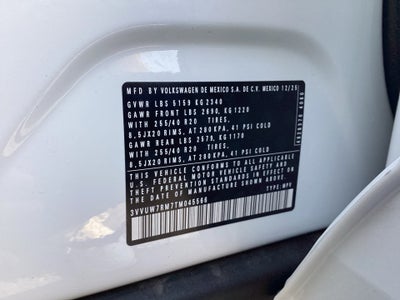 MFD BY VOLKSWAGEN DE MEXICO S.A. DE C.V. MEXICO 12/25
GVWR LBS 5159 KG 2340
GAWR FRONT LBS 2690, KG 1220
WITH 255/40 R20 TIRES,
8.5JX20 RIMS, AT 280KPA, 41 PSI COLD
GAWR REAR LBS 2579, KG 1170
WITH 255/40 R20 TIRES,
8.5JX20 RIMS, AT 280KPA, 41 PSI COLD
THIS VEHICLE CONFORMS TO ALL APPLICABLE
U.S. FEDERAL MOTOR VEHICLE SAFETY AND
THEFT PREVENTION STANDARDS IN EFFECT ON
THE DATE OF MANUFACTURE SHOWN ABOVE.
3VVUW7RM7TM045566 TYPE: MPV